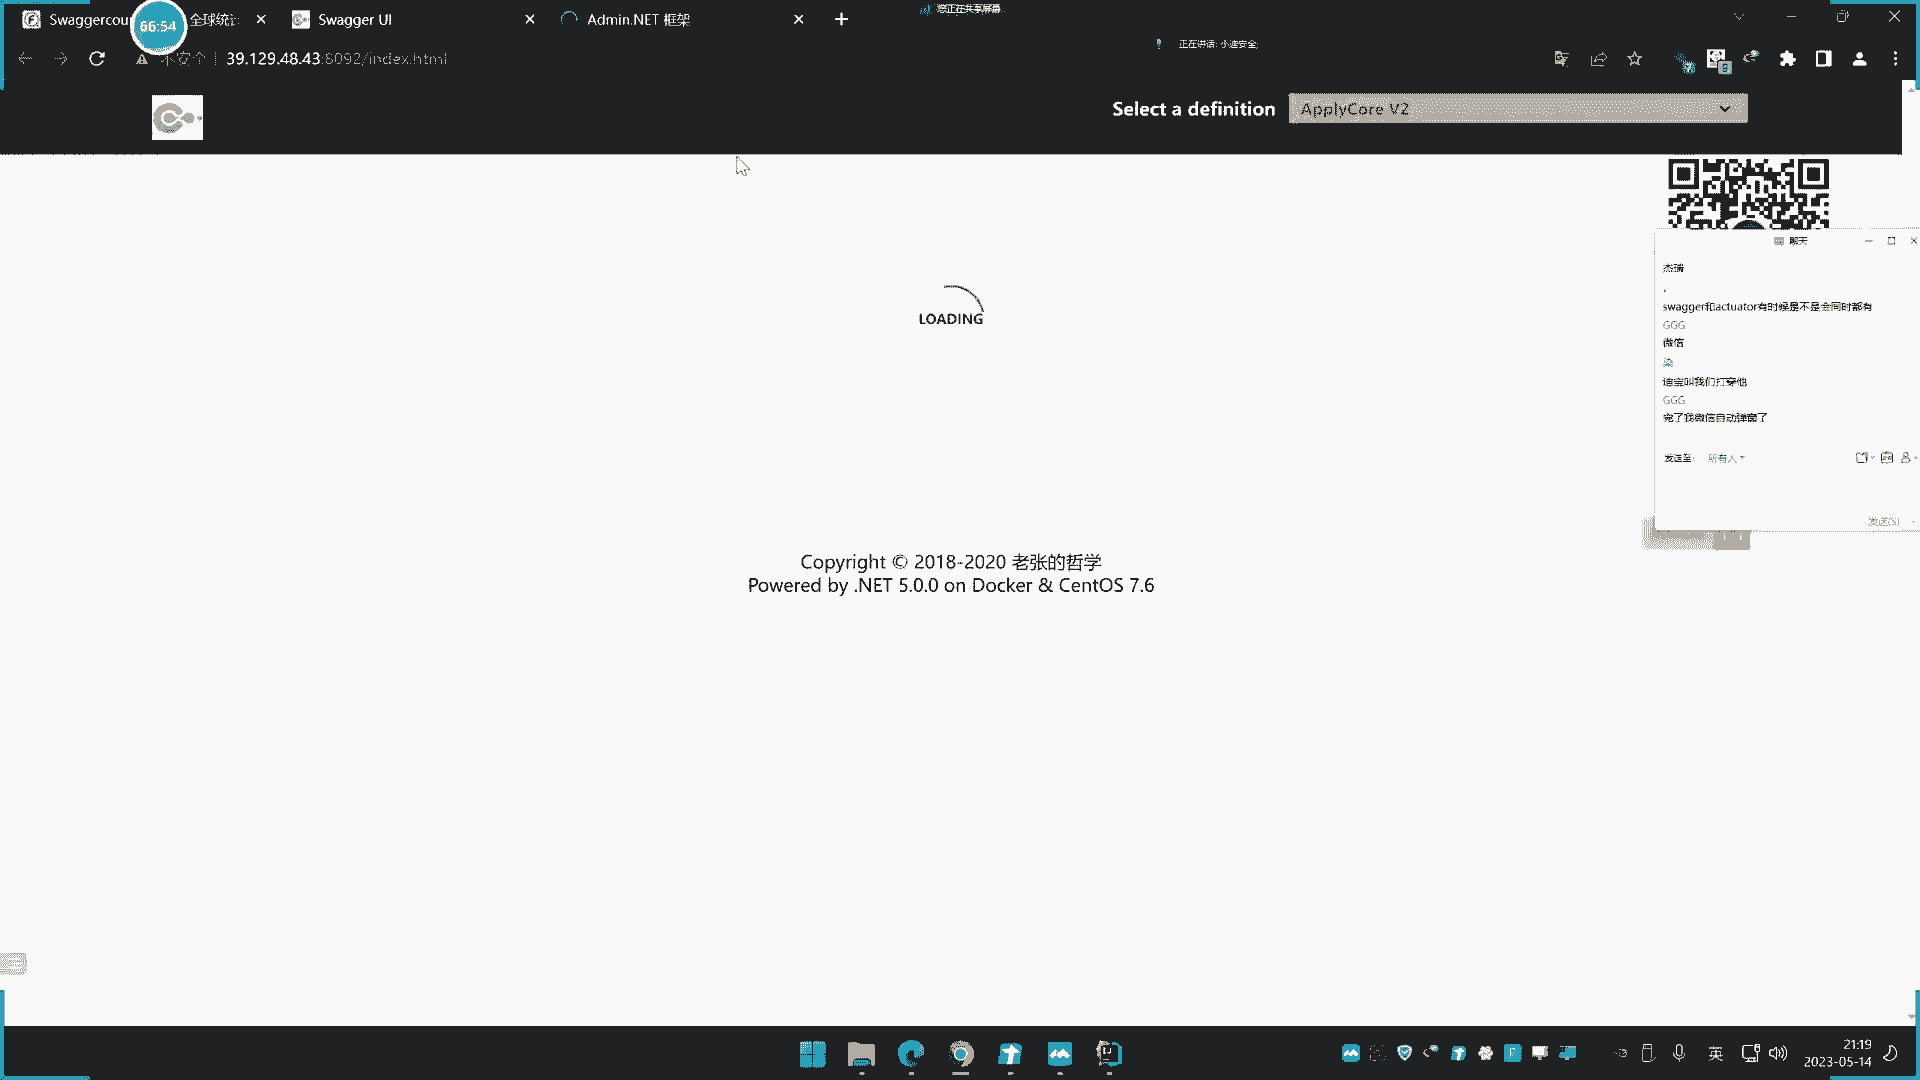 Swaggercou
66:54
全球统计
Swagger UI
Admin.NET 框架
您正在共享屏幕
正在讲话: 小迪安全;
不安全
39.129.48.43:8092/index.html
Select a definition
ApplyCore V2
LOADING
Copyright © 2018-2020 老张的哲学
Powered by .NET 5.0.0 on Docker & CentOS 7.6
聊天
杰瑞
。
swagger和actuator有时候是不是会同时都有
GGG
微信
染
迪会叫我们打穿他
GGG
完了我微信自动弹窗了
发送至:
所有人
发送(S)
英
21:19
2023-05-14